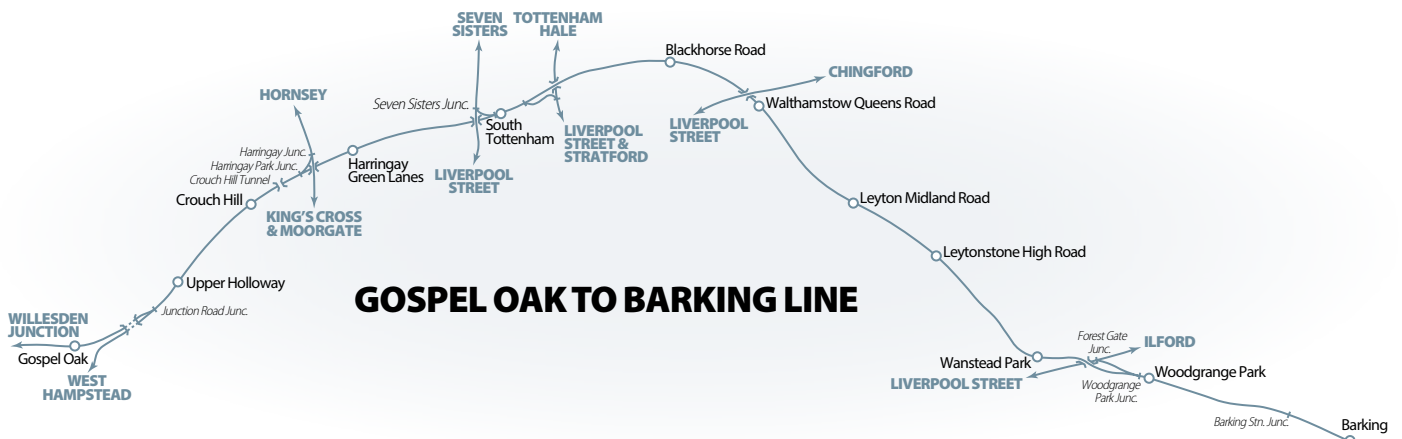 SEVEN
SISTERS
TOTTENHAM
HALE
Blackhorse Road
CHINGFORD
HORNSEY
Seven Sisters Junc.
Walthamstow Queens Road
South
Tottenham
LIVERPOOL
STREET &
STRATFORD
LIVERPOOL
STREET
Harringay Junc.
Harringay Park Junc.
Crouch Hill Tunnel
Harringay
Green Lanes
LIVERPOOL
STREET
Crouch Hill
KING'S CROSS
& MOORGATE
Leyton Midland Road
Leytonstone High Road
Upper Holloway
GOSPEL OAK TO BARKING LINE
Junction Road Junc.
WILLESDEN
JUNCTION
Gospel Oak
WEST
HAMPSTEAD
Forest Gate
Junc.
ILFORD
Wanstead Park
LIVERPOOL STREET
Woodgrange Park
Woodgrange
Park Junc.
Barking Stn. Junc.
Barking